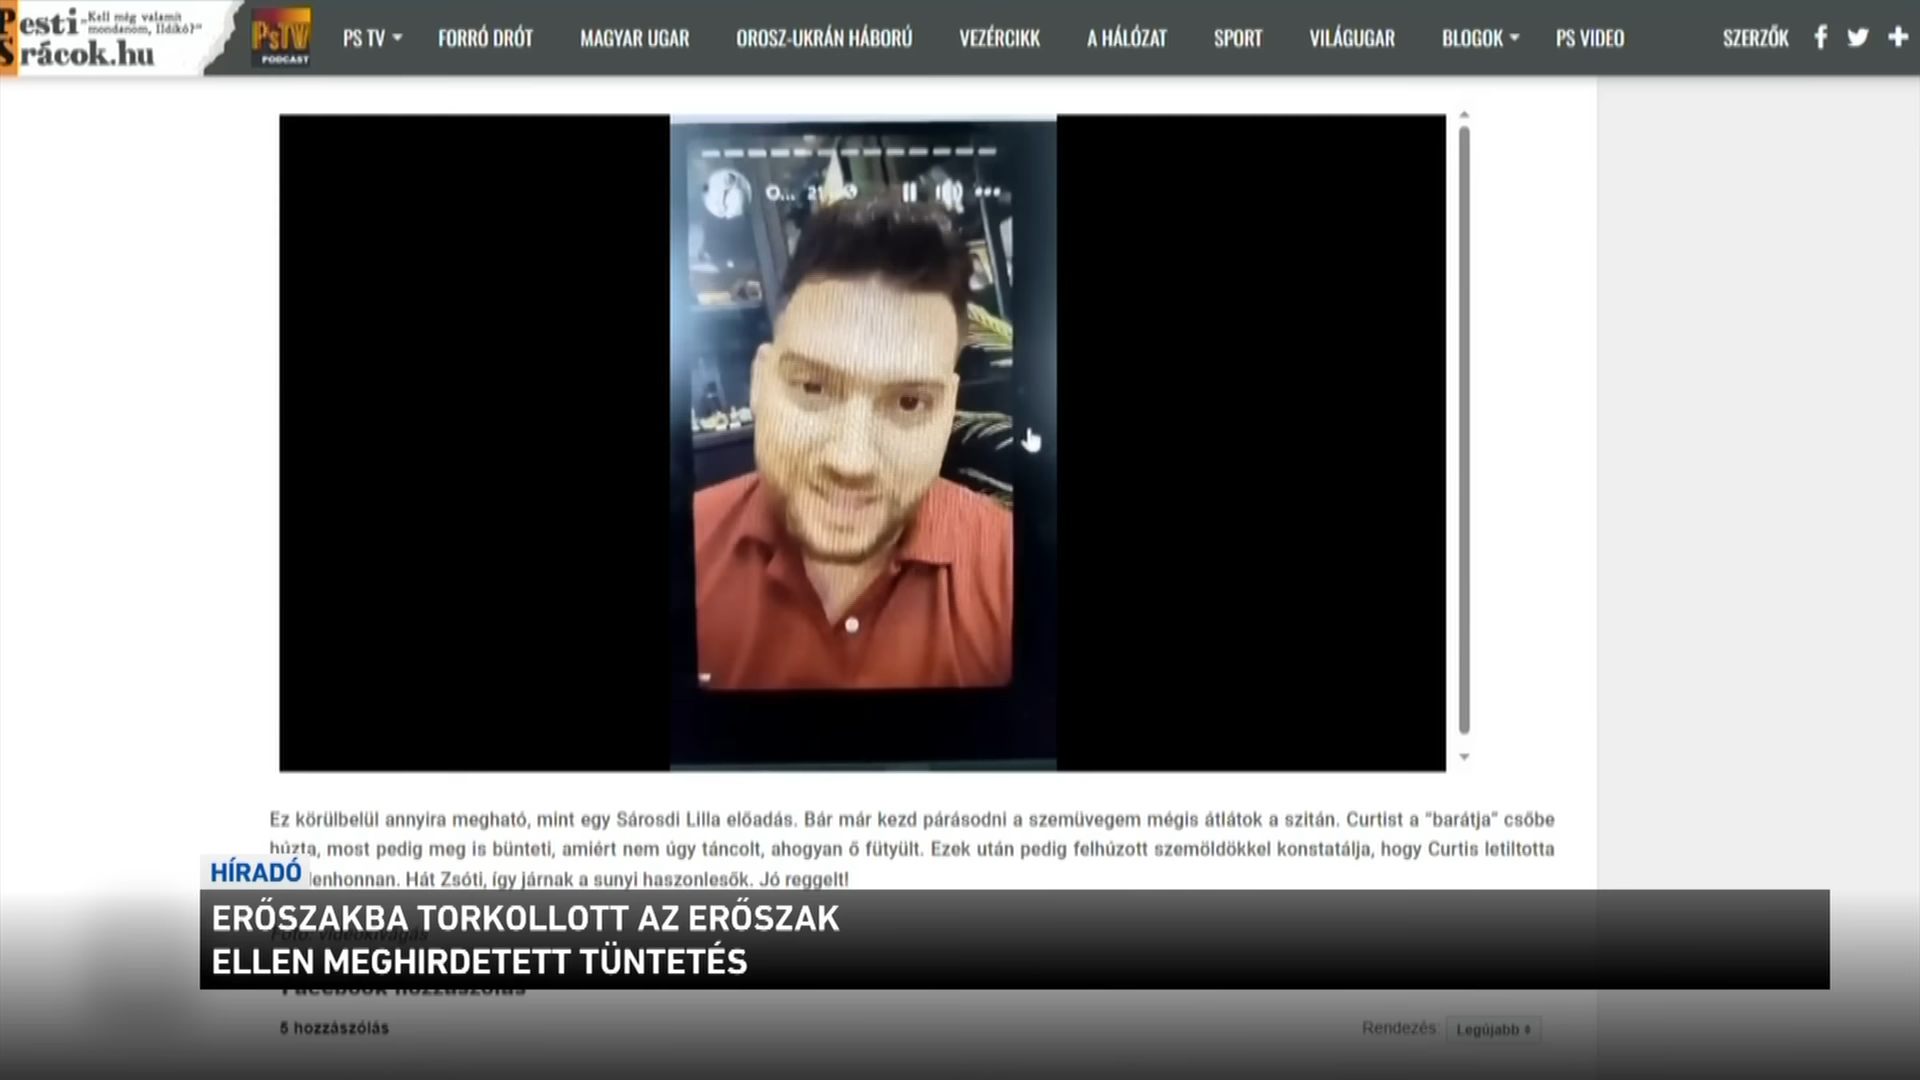 Pesti
Srácok.hu
„Kell még valamit
mondanom, Ildikó?"
PSTV
PODCAST
PS TV
FORRÓ DRÓT
MAGYAR UGAR
OROSZ-UKRÁN HÁBORÚ
VEZÉRCIKK
A HÁLÓZAT
SPORT
VILÁGUGAR
BLOGOK
PS VIDEO
SZERZŐK
O...
Ez körülbelül annyira megható, mint egy Sárosdi Lilla előadás. Bár már kezd párásodni a szemüvegem mégis átlátok a szitán. Curtist a "barátja" csőbe
húzta, most pedig meg is bünteti, amiért nem úgy táncolt, ahogyan ő fütyült. Ezek után pedig felhúzott szemöldökkel konstatálja, hogy Curtis letiltotta
lenhonnan. Hát Zsóti, így járnak a sunyi haszonlesők. Jó reggelt!
HÍRADÓ
ERŐSZAKBA TORKOLLOTT AZ ERŐSZAK
ELLEN MEGHIRDETETT TÜNTETÉS
Facebook hozzászólás
5 hozzászólás
Rendezés:
Legújabb